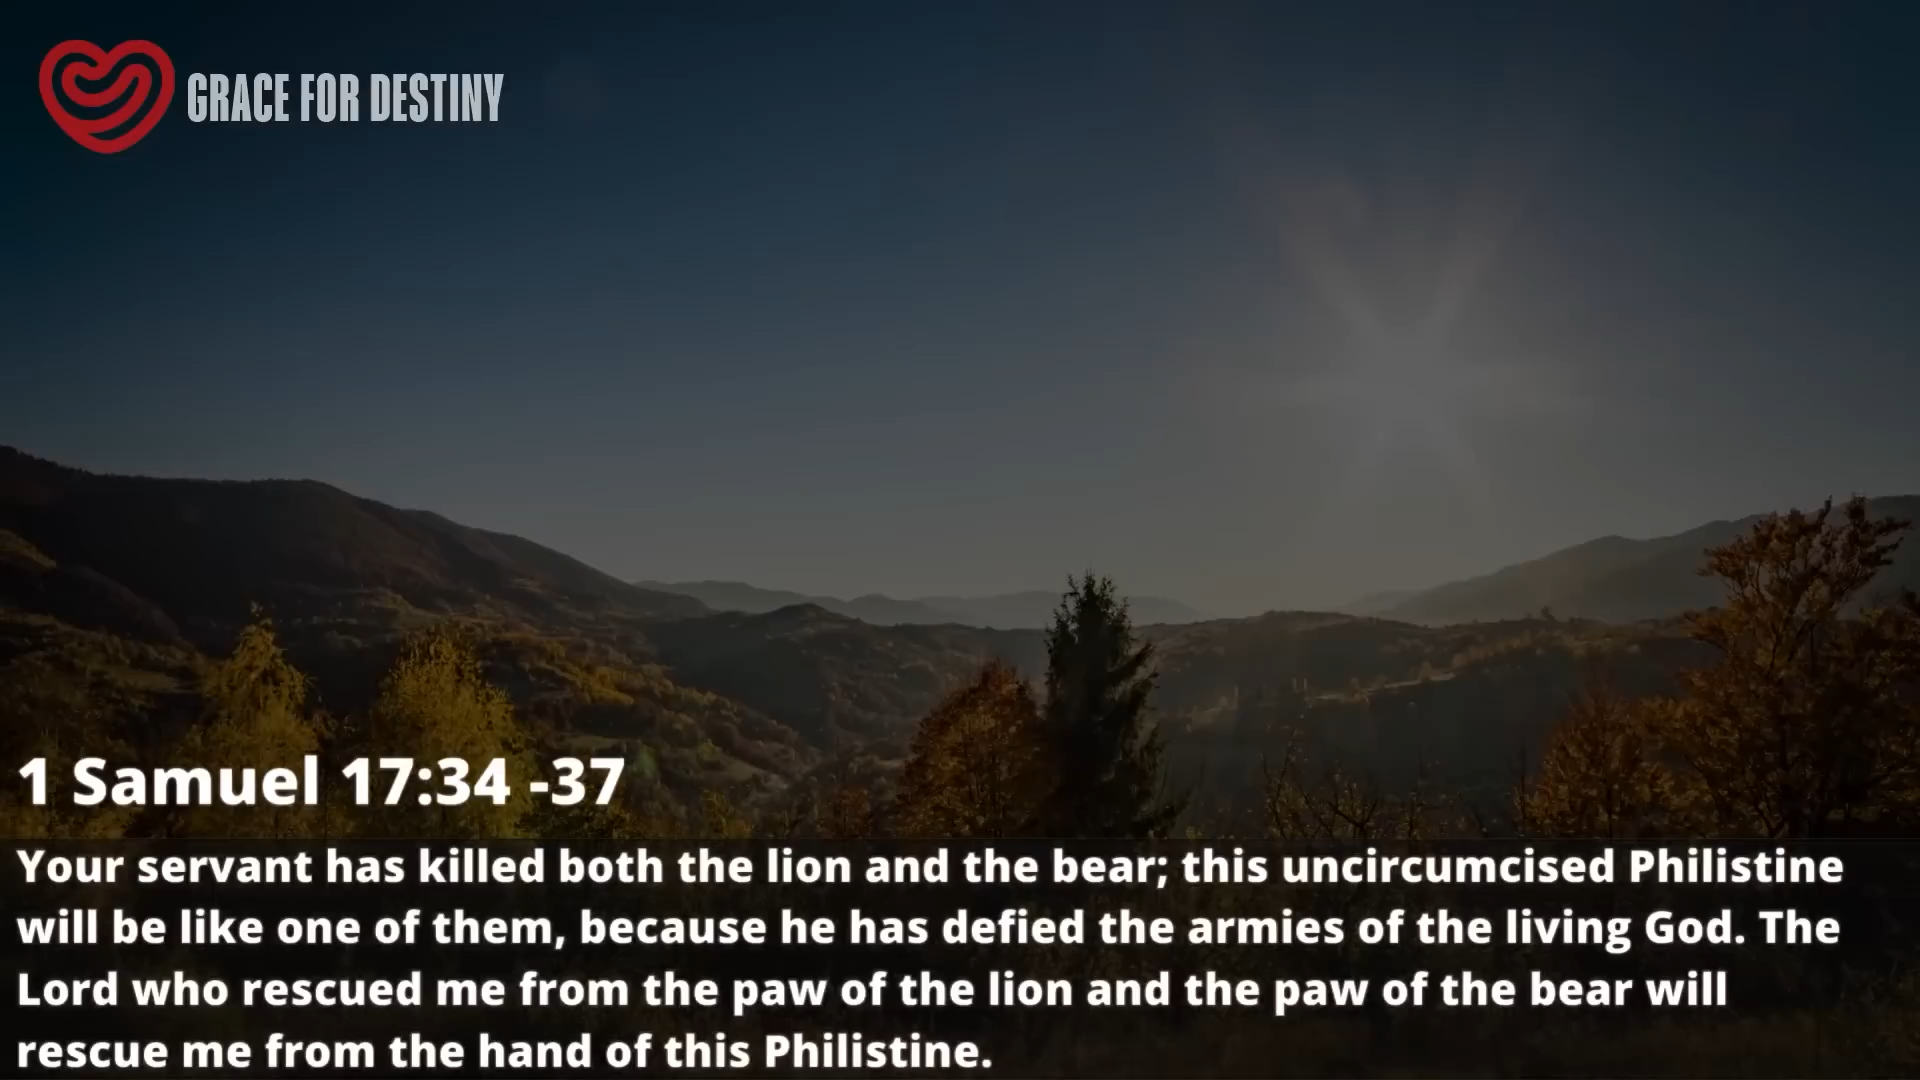 GRACE FOR DESTINY
1 Samuel 17:34 -37
Your servant has killed both the lion and the bear; this uncircumcised Philistine
will be like one of them, because he has defied the armies of the living God. The
Lord who rescued me from the paw of the lion and the paw of the bear will
rescue me from the hand of this Philistine.